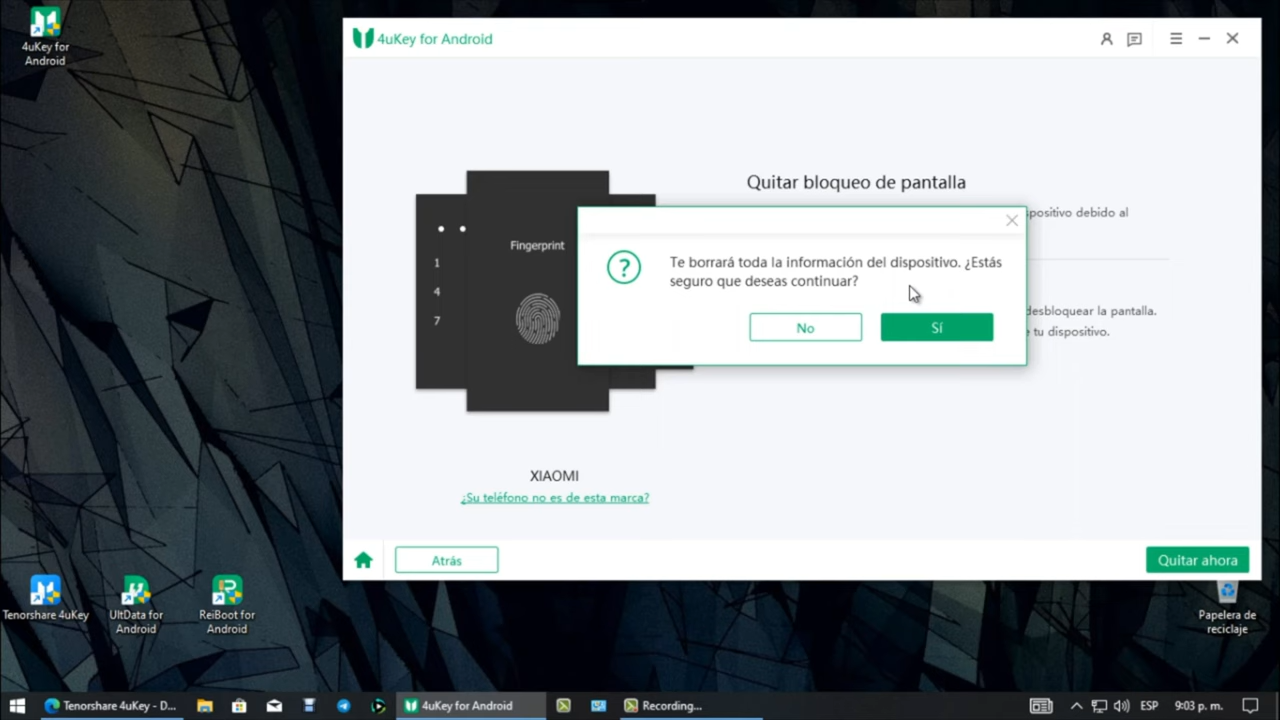 4uKey for
Android
4uKey for Android
Quitar bloqueo de pantalla
spositivo debido al
Fingerprint
1
4
7
Te borrará toda la información del dispositivo. ¿Estás
seguro que deseas continuar?
No
Sí
desbloquear la pantalla.
e tu dispositivo.
XIAOMI
¿Su teléfono no es de esta marca?
Atrás
Quitar ahora
Tenorshare 4uKey
UltData for
Android
ReiBoot for
Android
Papelera de
reciclaje
Tenorshare 4uKey - D...
4uKey for Android
Recording...
ESP
9:03 p. m.